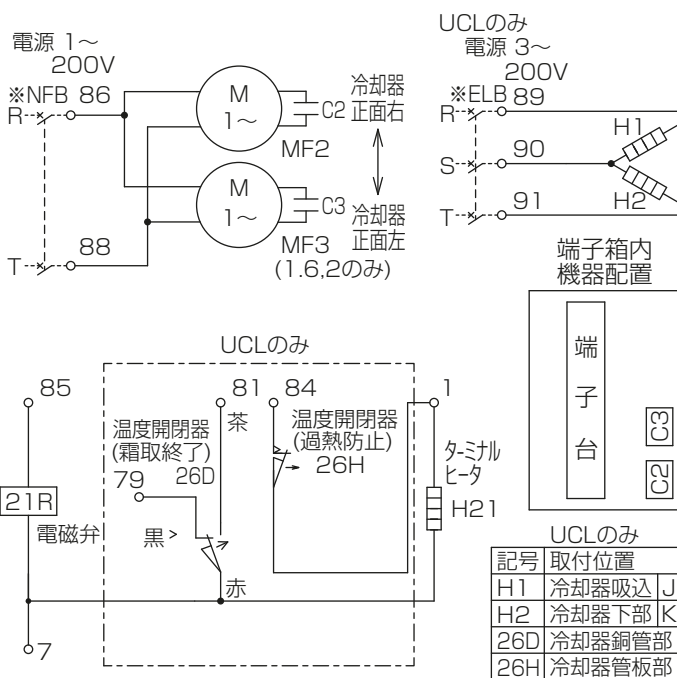 電源 1～
200V
※NFB 86
R
M
1～
C2
冷却器
正面右
MF2
M
1～
C3
冷却器
正面左
MF3
(1.6,2のみ)
88
T
UCLのみ
電源 3～
200V
※ELB 89
R
H1
90
S
H2
91
T
端子箱内
機器配置
端子台
C3
C2
UCLのみ
85
81
84
1
茶
温度開閉器
(霜取終了)
79
26D
温度開閉器
(過熱防止)
26H
ターミナル
ヒータ
H21
21R
電磁弁
黒
赤
7
UCLのみ
記号 取付位置
H1 冷却器吸込 J
H2 冷却器下部 K
26D 冷却器銅管部
26H 冷却器管板部